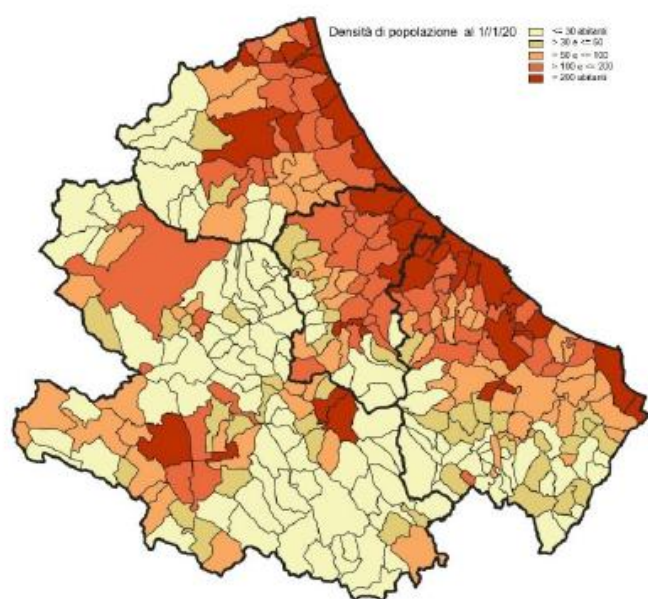 Densità di popolazione al 1//1/20
<= 30 abitanti
> 30 e <= 50
> 50 e <= 100
> 100 e <= 200
> 200 abitanti